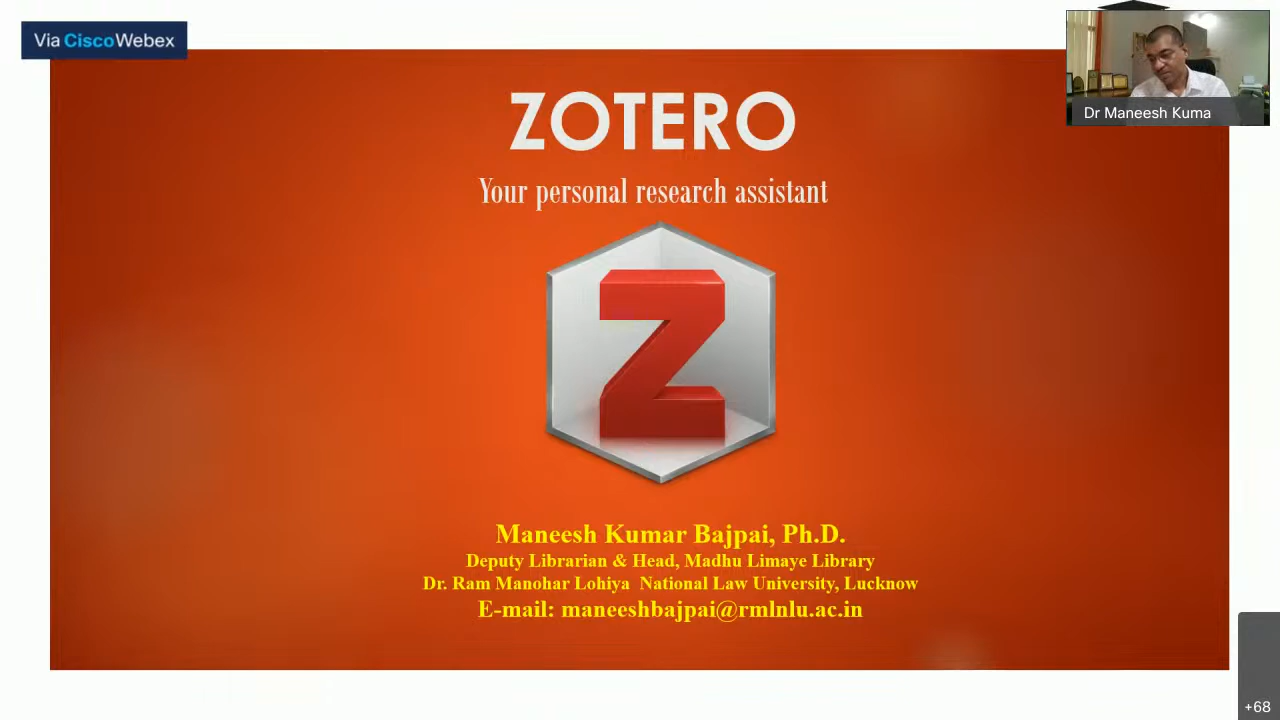 Via CiscoWebex
ZOTERO
Your personal research assistant
Z
Maneesh Kumar Bajpai, Ph.D.
Deputy Librarian & Head, Madhu Limaye Library
Dr. Ram Manohar Lohiya National Law University, Lucknow
E-mail: maneeshbajpai@rmlnlu.ac.in
Dr Maneesh Kuma
+68